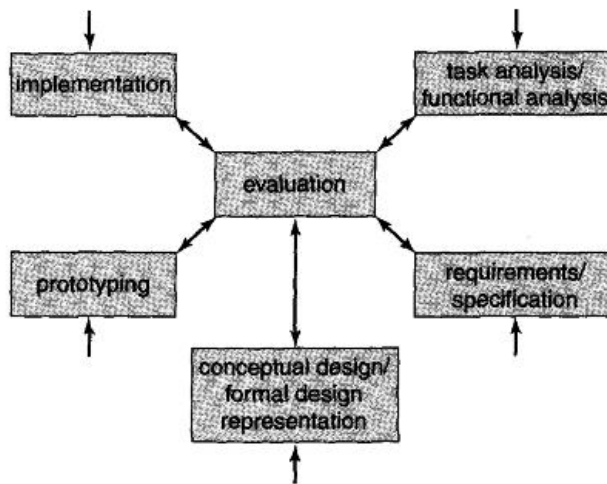 implementation
task analysis/
functional analysis
evaluation
prototyping
requirements/
specification
conceptual design/
formal design
representation